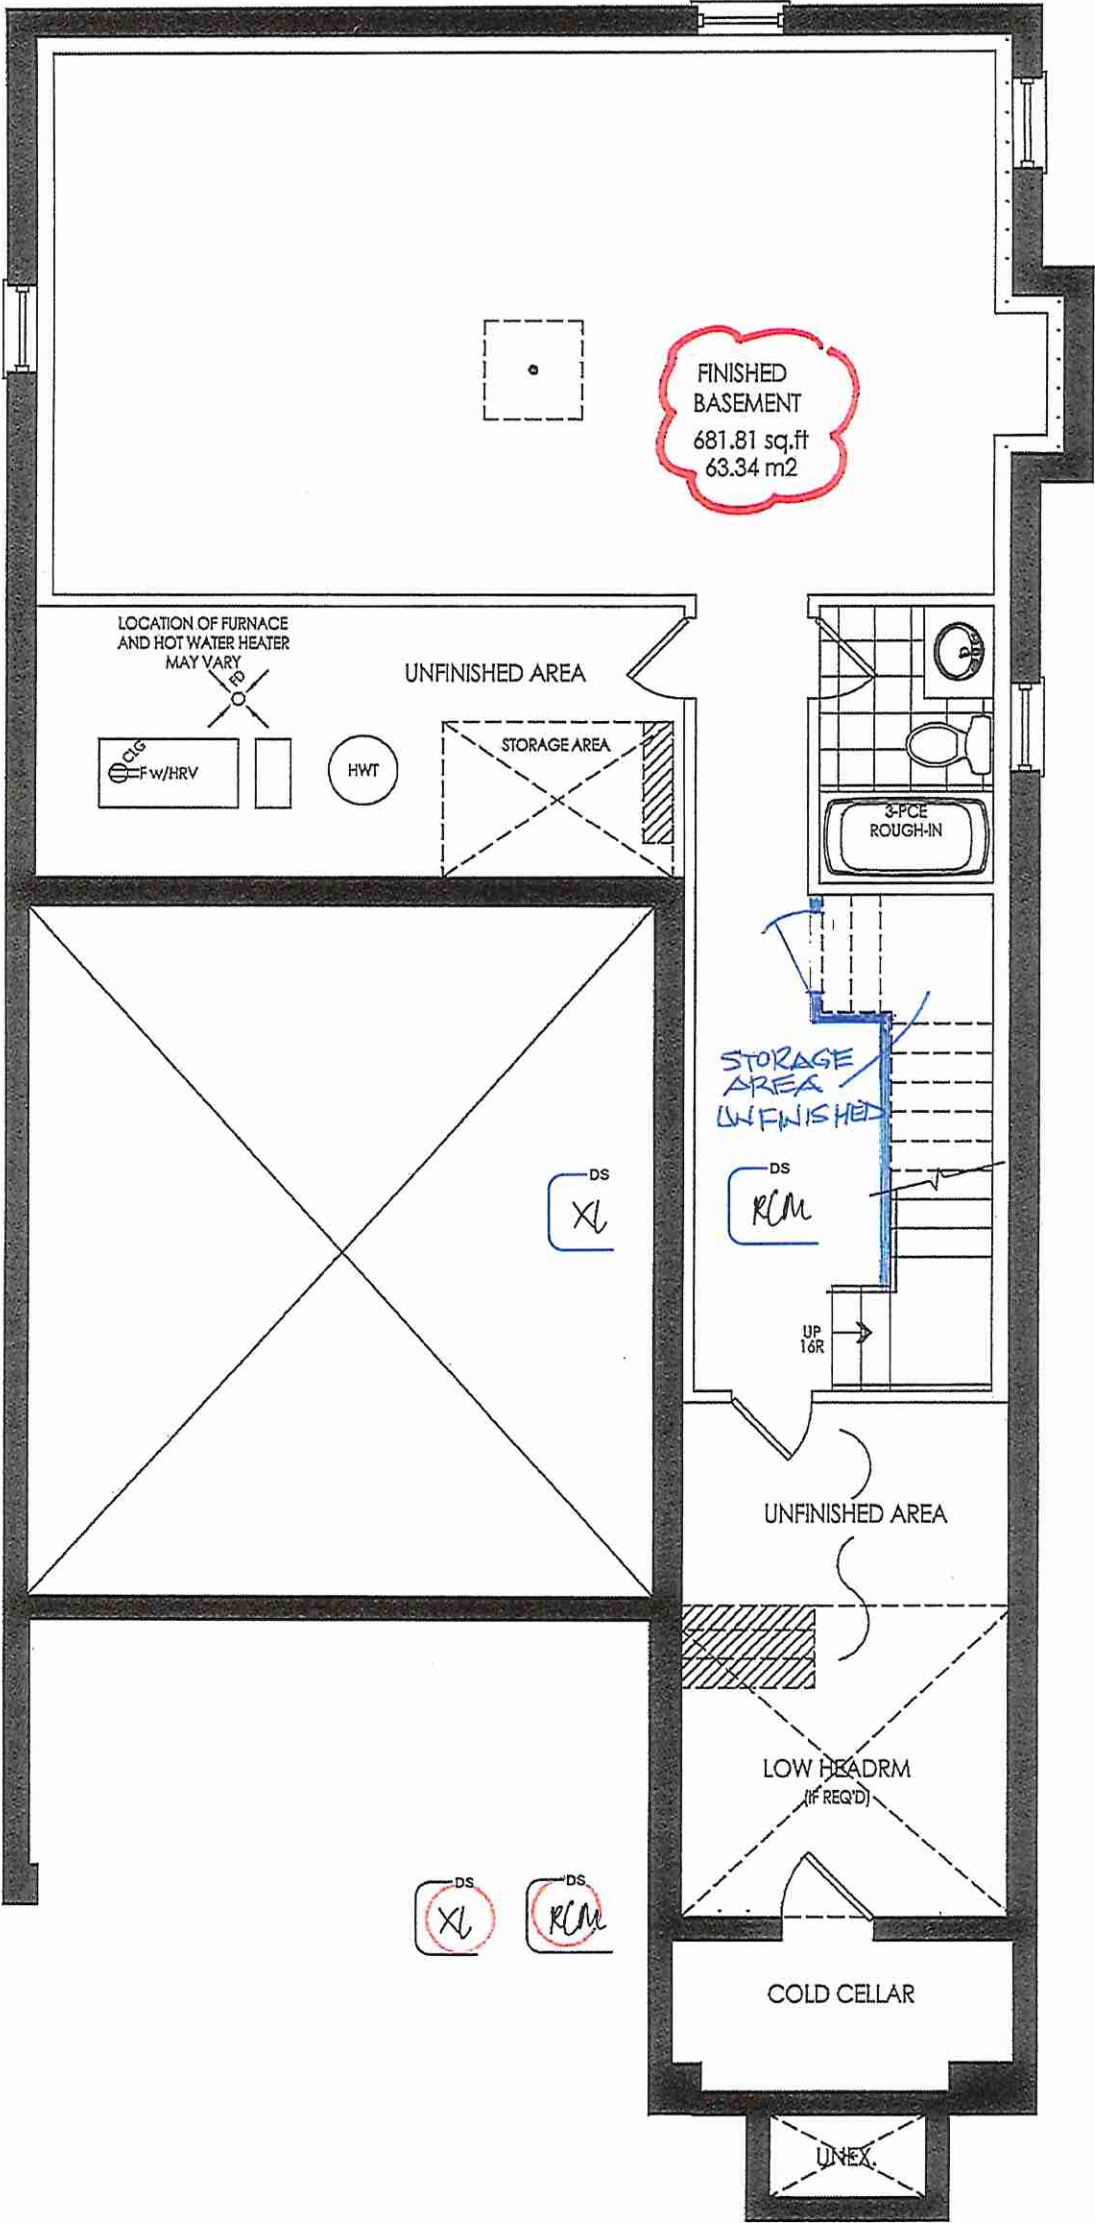 FINISHED
BASEMENT
681.81 sq.ft
63.34 m2
LOCATION OF FURNACE
AND HOT WATER HEATER
MAY VARY
FD
UNFINISHED AREA
STORAGE AREA
CLG
F w/HRV
HWT
3-PCE
ROUGH-IN
STORAGE
AREA
UNFINISHED
DS
XL
DS
RCM
UP
16R
UNFINISHED AREA
LOW HEADRM
(IF REQ'D)
DS
XL
DS
RCM
COLD CELLAR
UNEX.